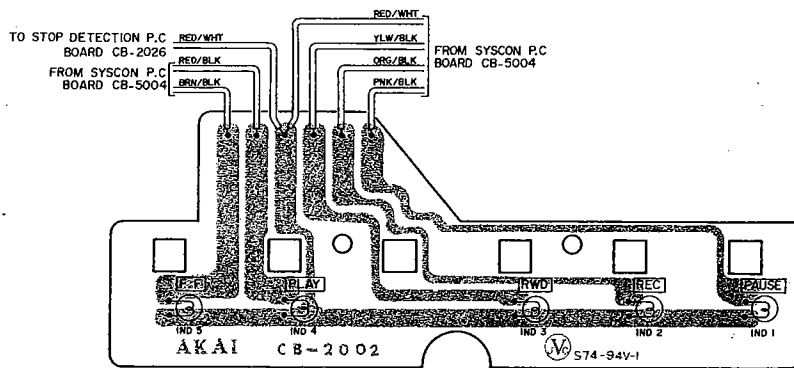 RED/WHT
TO STOP DETECTION P.C
BOARD CB-2026
RED/WHT
YLW/BLK
FROM SYSCON P.C
BOARD CB-5004
RED/BLK
ORG/BLK
FROM SYSCON P.C
BOARD CB-5004
BRN/BLK
PNK/BLK
PLAY
RWD
REC
PAUSE
IND 5
IND 4
IND 3
IND 2
IND 1
AKAI
CB-2002
S74-94V-1